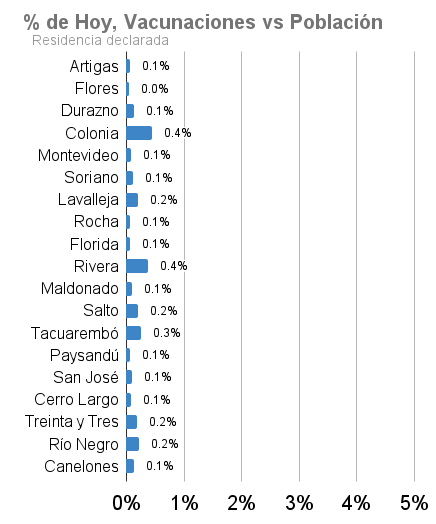 % de Hoy, Vacunaciones vs Población
Residencia declarada
Artigas 0.1%
Flores 0.0%
Durazno 0.1%
Colonia 0.4%
Montevideo 0.1%
Soriano 0.1%
Lavalleja 0.2%
Rocha 0.1%
Florida 0.1%
Rivera 0.4%
Maldonado 0.1%
Salto 0.2%
Tacuarembó 0.3%
Paysandú 0.1%
San José 0.1%
Cerro Largo 0.1%
Treinta y Tres 0.2%
Río Negro 0.2%
Canelones 0.1%
0% 1% 2% 3% 4% 5%